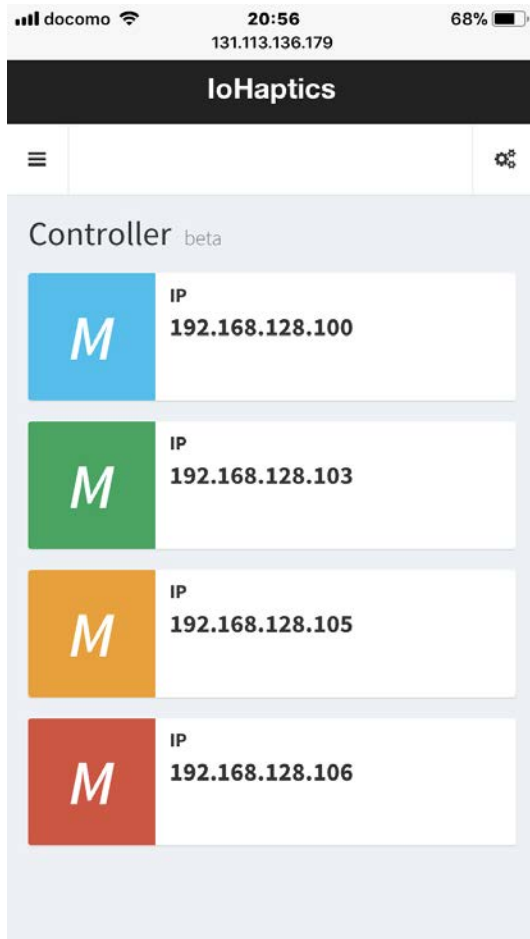 docomo 20:56 68%
131.113.136.179
IoHaptics
Controller beta
M
IP
192.168.128.100
M
IP
192.168.128.103
M
IP
192.168.128.105
M
IP
192.168.128.106